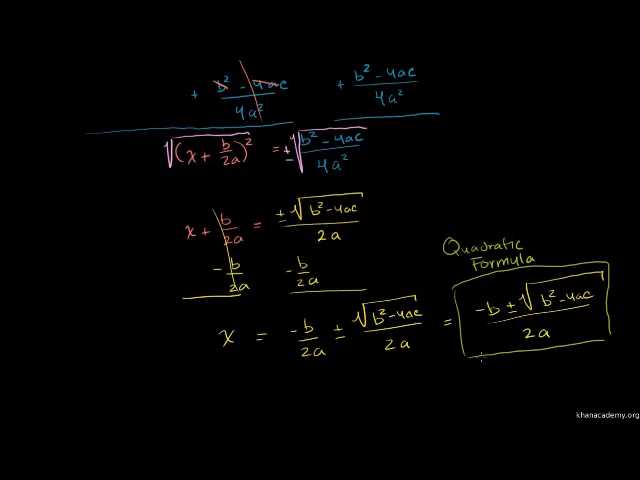 + b² - 4ac / 4a² + b² - 4ac / 4a²
√(x + b/2a)² = ± √b² - 4ac / 4a²
x + b/2a = ± √b² - 4ac / 2a
- b/2a - b/2a
Quadratic
Formula
x = -b/2a ± √b² - 4ac / 2a = -b ± √b² - 4ac / 2a
khanacademy.org